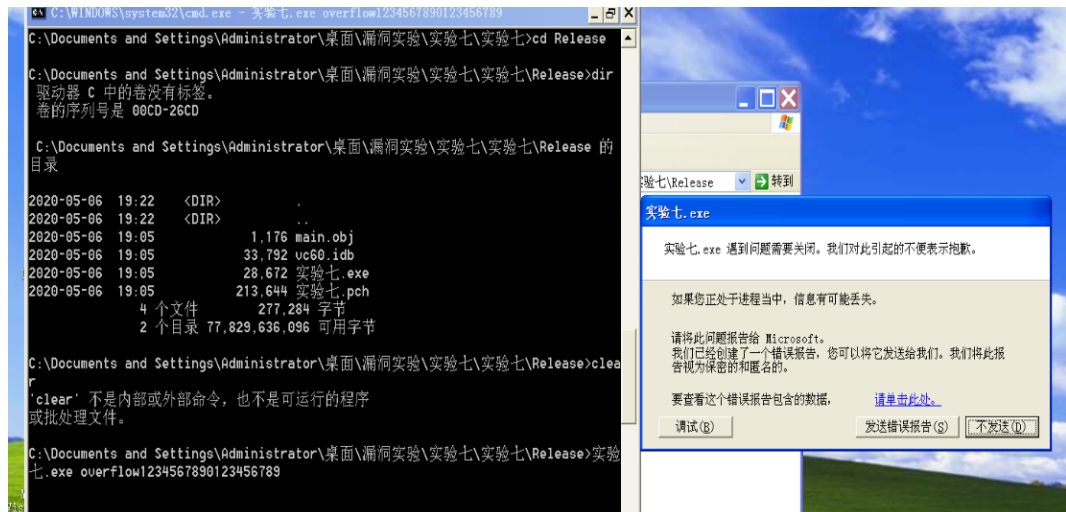 C:\WINDOWS\system32\cmd.exe - 实验七.exe overflow1234567890123456789
C:\Documents and Settings\Administrator\桌面\漏洞实验\实验七\实验七>cd Release
C:\Documents and Settings\Administrator\桌面\漏洞实验\实验七\实验七\Release>dir
驱动器 C 中的卷没有标签。
卷的序列号是 00CD-26CD
C:\Documents and Settings\Administrator\桌面\漏洞实验\实验七\实验七\Release 的
目录
2020-05-06 19:22 <DIR> .
2020-05-06 19:22 <DIR> ..
2020-05-06 19:05 1,176 main.obj
2020-05-06 19:05 33,792 vc60.idb
2020-05-06 19:05 28,672 实验七.exe
2020-05-06 19:05 213,644 实验七.pch
4 个文件 277,284 字节
2 个目录 77,829,636,096 可用字节
C:\Documents and Settings\Administrator\桌面\漏洞实验\实验七\实验七\Release>clea
r
'clear' 不是内部或外部命令，也不是可运行的程序
或批处理文件。
C:\Documents and Settings\Administrator\桌面\漏洞实验\实验七\实验七\Release>实验
七.exe overflow1234567890123456789
验七\Release 转到
实验七.exe
实验七.exe 遇到问题需要关闭。我们对此引起的不便表示抱歉。
如果您正处于进程当中，信息有可能丢失。
请将此问题报告给 Microsoft。
我们已经创建了一个错误报告，您可以将它发送给我们。我们将此报
告视为保密的和匿名的。
要查看这个错误报告包含的数据， 请单击此处。
调试(B) 发送错误报告(S) 不发送(D)